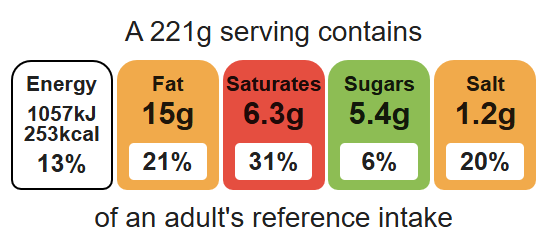 A 221g serving contains
Energy
1057kJ
253kcal
13%
Fat
15g
21%
Saturates
6.3g
31%
Sugars
5.4g
6%
Salt
1.2g
20%
of an adult's reference intake